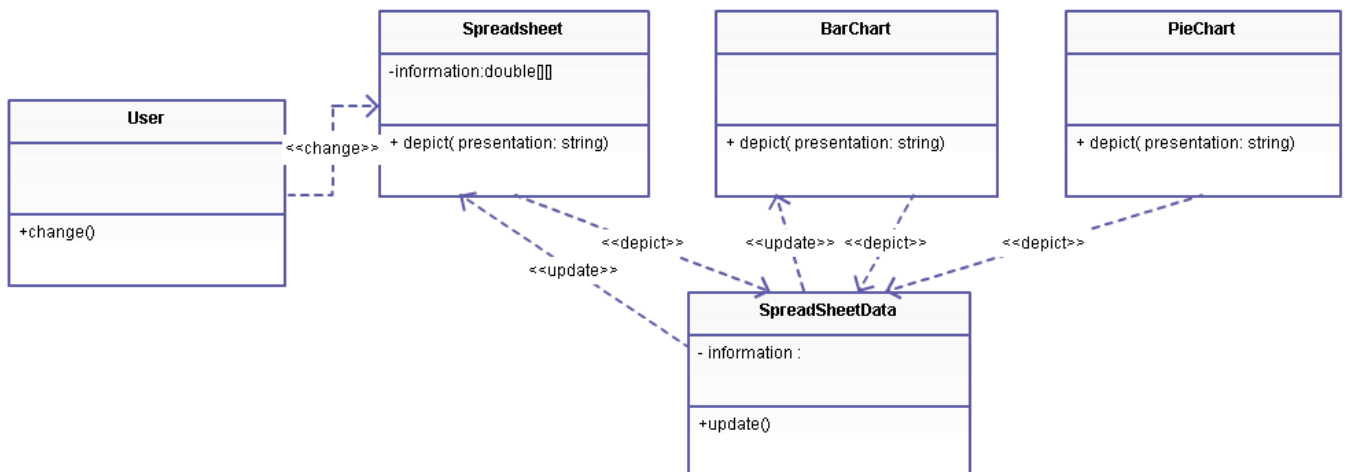 Spreadsheet
-information:double[][]
+ depict( presentation: string)
BarChart
+ depict( presentation: string)
PieChart
+ depict( presentation: string)
User
+change()
<<change>>
<<depict>>
<<update>>
<<depict>>
<<depict>>
<<update>>
SpreadSheetData
- information :
+update()